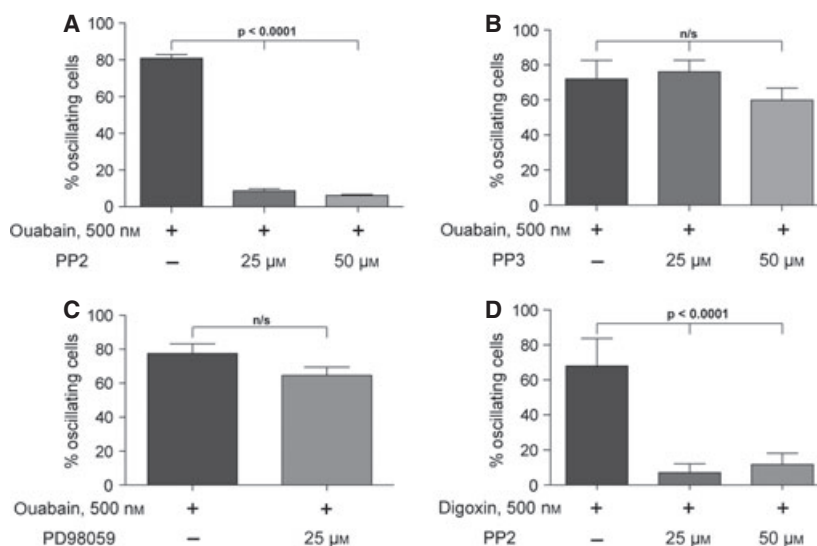 A
p < 0.0001
% oscillating cells
100
80
60
40
20
0
Ouabain, 500 nM + + +
PP2 – 25 µM 50 µM
B
n/s
% oscillating cells
100
80
60
40
20
0
Ouabain, 500 nM + + +
PP3 – 25 µM 50 µM
C
n/s
% oscillating cells
100
80
60
40
20
0
Ouabain, 500 nM + +
PD98059 – 25 µM
D
p < 0.0001
% oscillating cells
100
80
60
40
20
0
Digoxin, 500 nM + + +
PP2 – 25 µM 50 µM